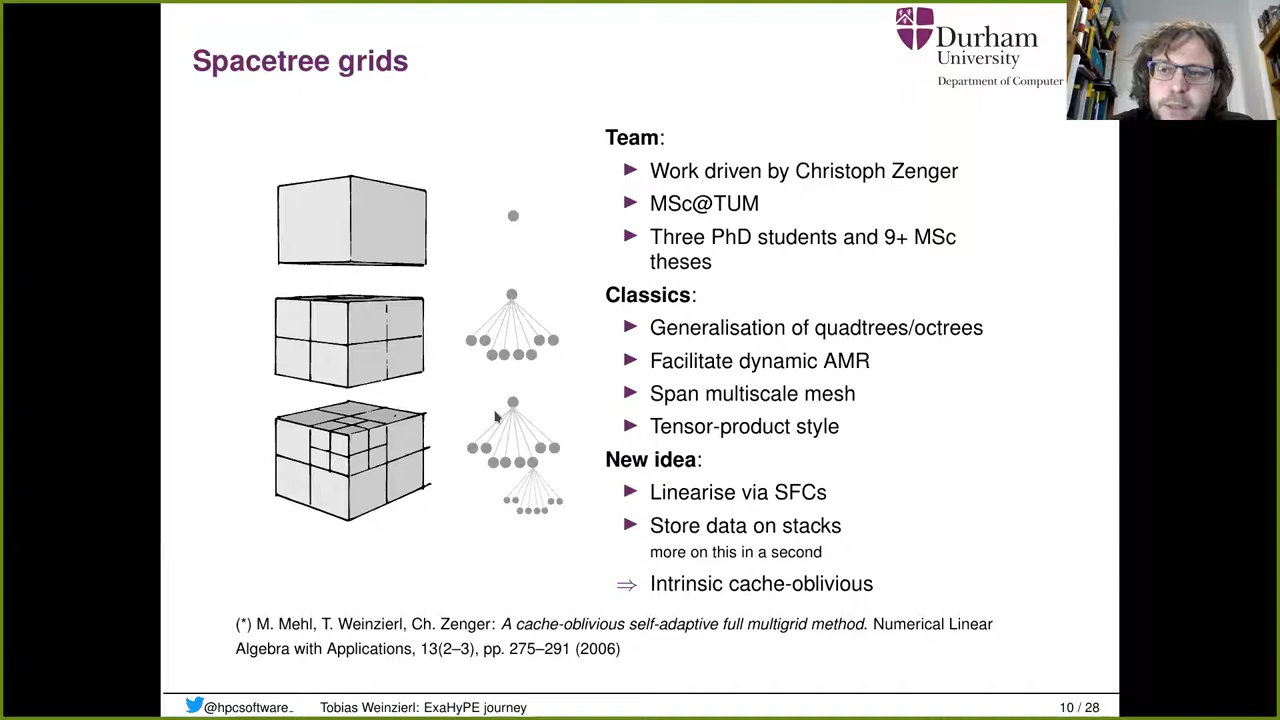 Spacetree grids
Durham
University
Department of Computer
Team:
Work driven by Christoph Zenger
MSc@TUM
Three PhD students and 9+ MSc
theses
Classics:
Generalisation of quadtrees/octrees
Facilitate dynamic AMR
Span multiscale mesh
Tensor-product style
New idea:
Linearise via SFCs
Store data on stacks
more on this in a second
⇒ Intrinsic cache-oblivious
(*) M. Mehl, T. Weinzierl, Ch. Zenger: A cache-oblivious self-adaptive full multigrid method. Numerical Linear
Algebra with Applications, 13(2–3), pp. 275–291 (2006)
@hpcsoftware_ Tobias Weinzierl: ExaHyPE journey 10 / 28